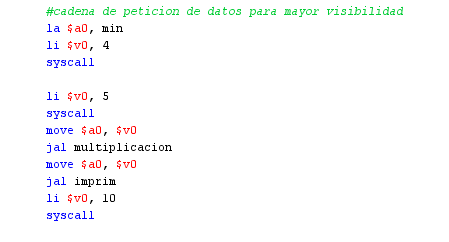 #cadena de peticion de datos para mayor visibilidad
la $a0, min
li $v0, 4
syscall
li $v0, 5
syscall
move $a0, $v0
jal multiplicacion
move $a0, $v0
jal imprim
li $v0, 10
syscall